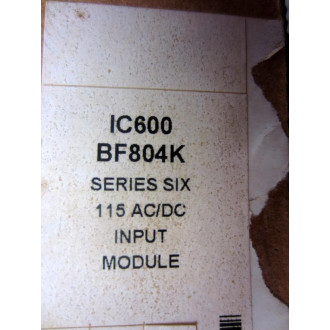 IC600
BF804K
SERIES SIX
115 AC/DC
INPUT
MODULE